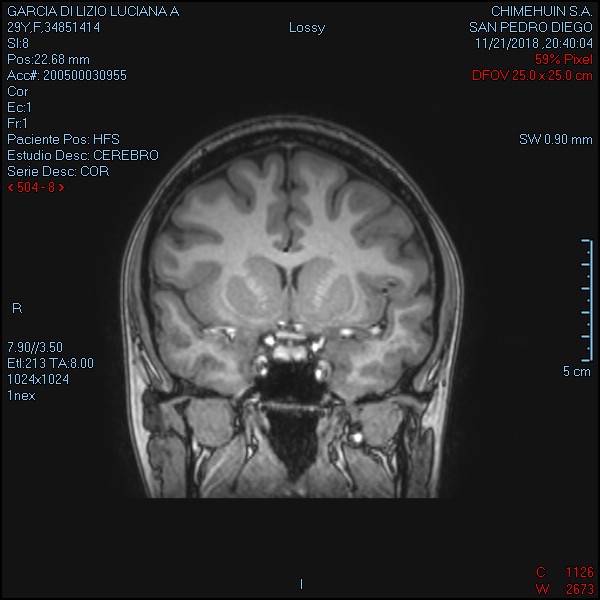 GARCIA DI LIZIO LUCIANA A
29Y,F,34851414
Sl:8
Pos:22.68 mm
Acc#: 200500030955
Cor
Ec:1
Fr:1
Paciente Pos: HFS
Estudio Desc: CEREBRO
Serie Desc: COR
< 504 - 8 >
Lossy
CHIMEHUIN S.A.
SAN PEDRO DIEGO
11/21/2018 ,20:40:04
59% Pixel
DFOV 25.0 x 25.0 cm
SW 0.90 mm
R
5 cm
7.90//3.50
Etl:213 TA:8.00
1024x1024
1nex
I
C 1126
W 2673